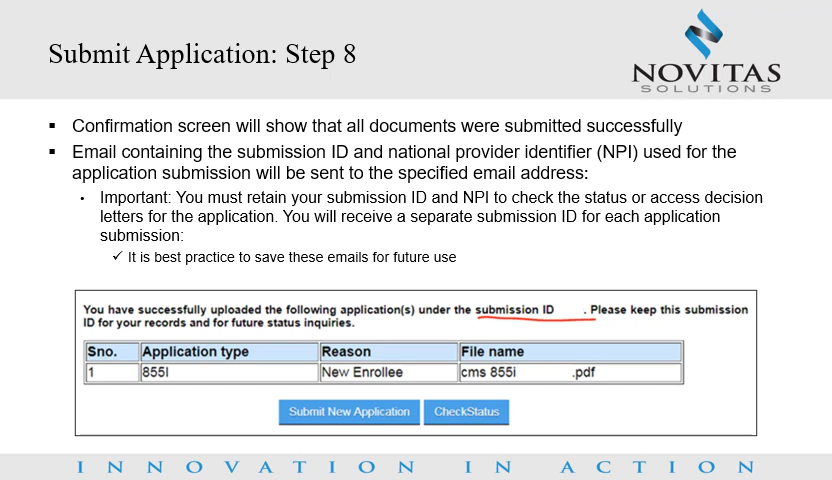 Submit Application: Step 8
NOVITAS
SOLUTIONS
▪ Confirmation screen will show that all documents were submitted successfully
▪ Email containing the submission ID and national provider identifier (NPI) used for the
application submission will be sent to the specified email address:
• Important: You must retain your submission ID and NPI to check the status or access decision
letters for the application. You will receive a separate submission ID for each application
submission:
✓ It is best practice to save these emails for future use
You have successfully uploaded the following application(s) under the submission ID . Please keep this submission
ID for your records and for future status inquiries.
Sno. Application type Reason File name
1 855I New Enrollee cms 855i .pdf
Submit New Application CheckStatus
INNOVATION IN ACTION